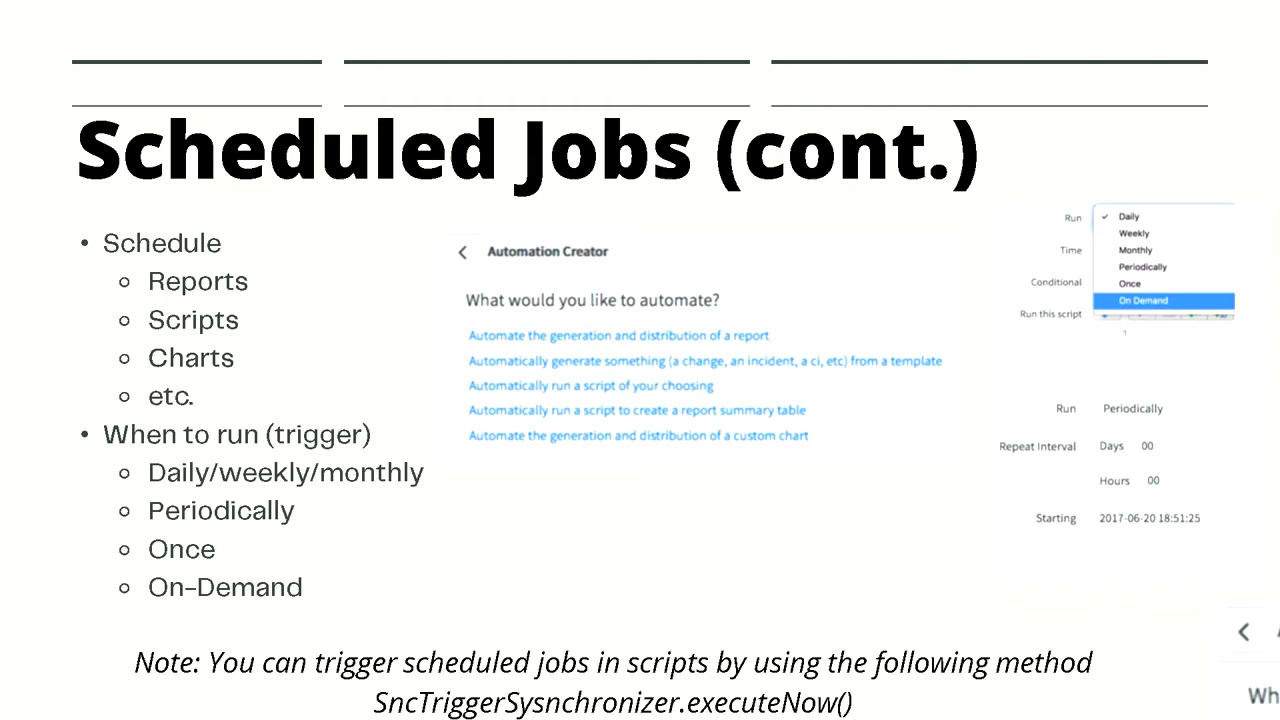 Scheduled Jobs (cont.)
• Schedule
○ Reports
○ Scripts
○ Charts
○ etc.
• When to run (trigger)
○ Daily/weekly/monthly
○ Periodically
○ Once
○ On-Demand
Automation Creator
What would you like to automate?
Automate the generation and distribution of a report
Automatically generate something (a change, an incident, a ci, etc) from a template
Automatically run a script of your choosing
Automatically run a script to create a report summary table
Automate the generation and distribution of a custom chart
Run ✓ Daily
Weekly
Time
Monthly
Periodically
Conditional
Once
On Demand
Run this script
1
Run Periodically
Repeat Interval Days 00
Hours 00
Starting 2017-06-20 18:51:25
Note: You can trigger scheduled jobs in scripts by using the following method
SncTriggerSysnchronizer.executeNow()
Wh